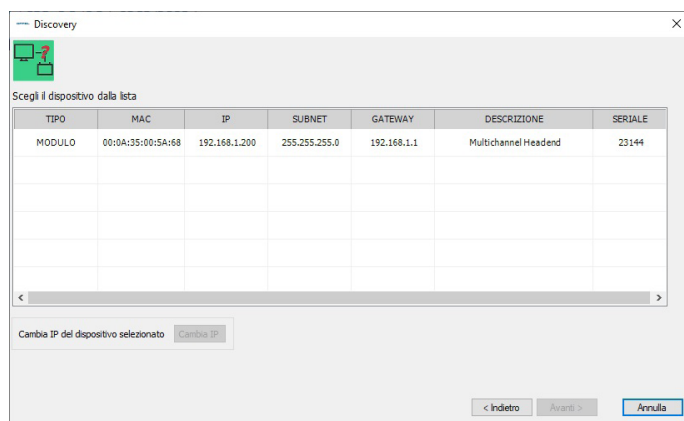 Discovery
Scegli il dispositivo dalla lista
TIPO MAC IP SUBNET GATEWAY DESCRIZIONE SERIALE
MODULO 00:0A:35:00:5A:68 192.168.1.200 255.255.255.0 192.168.1.1 Multichannel Headend 23144
Cambia IP del dispositivo selezionato Cambia IP
< Indietro Avanti > Annulla